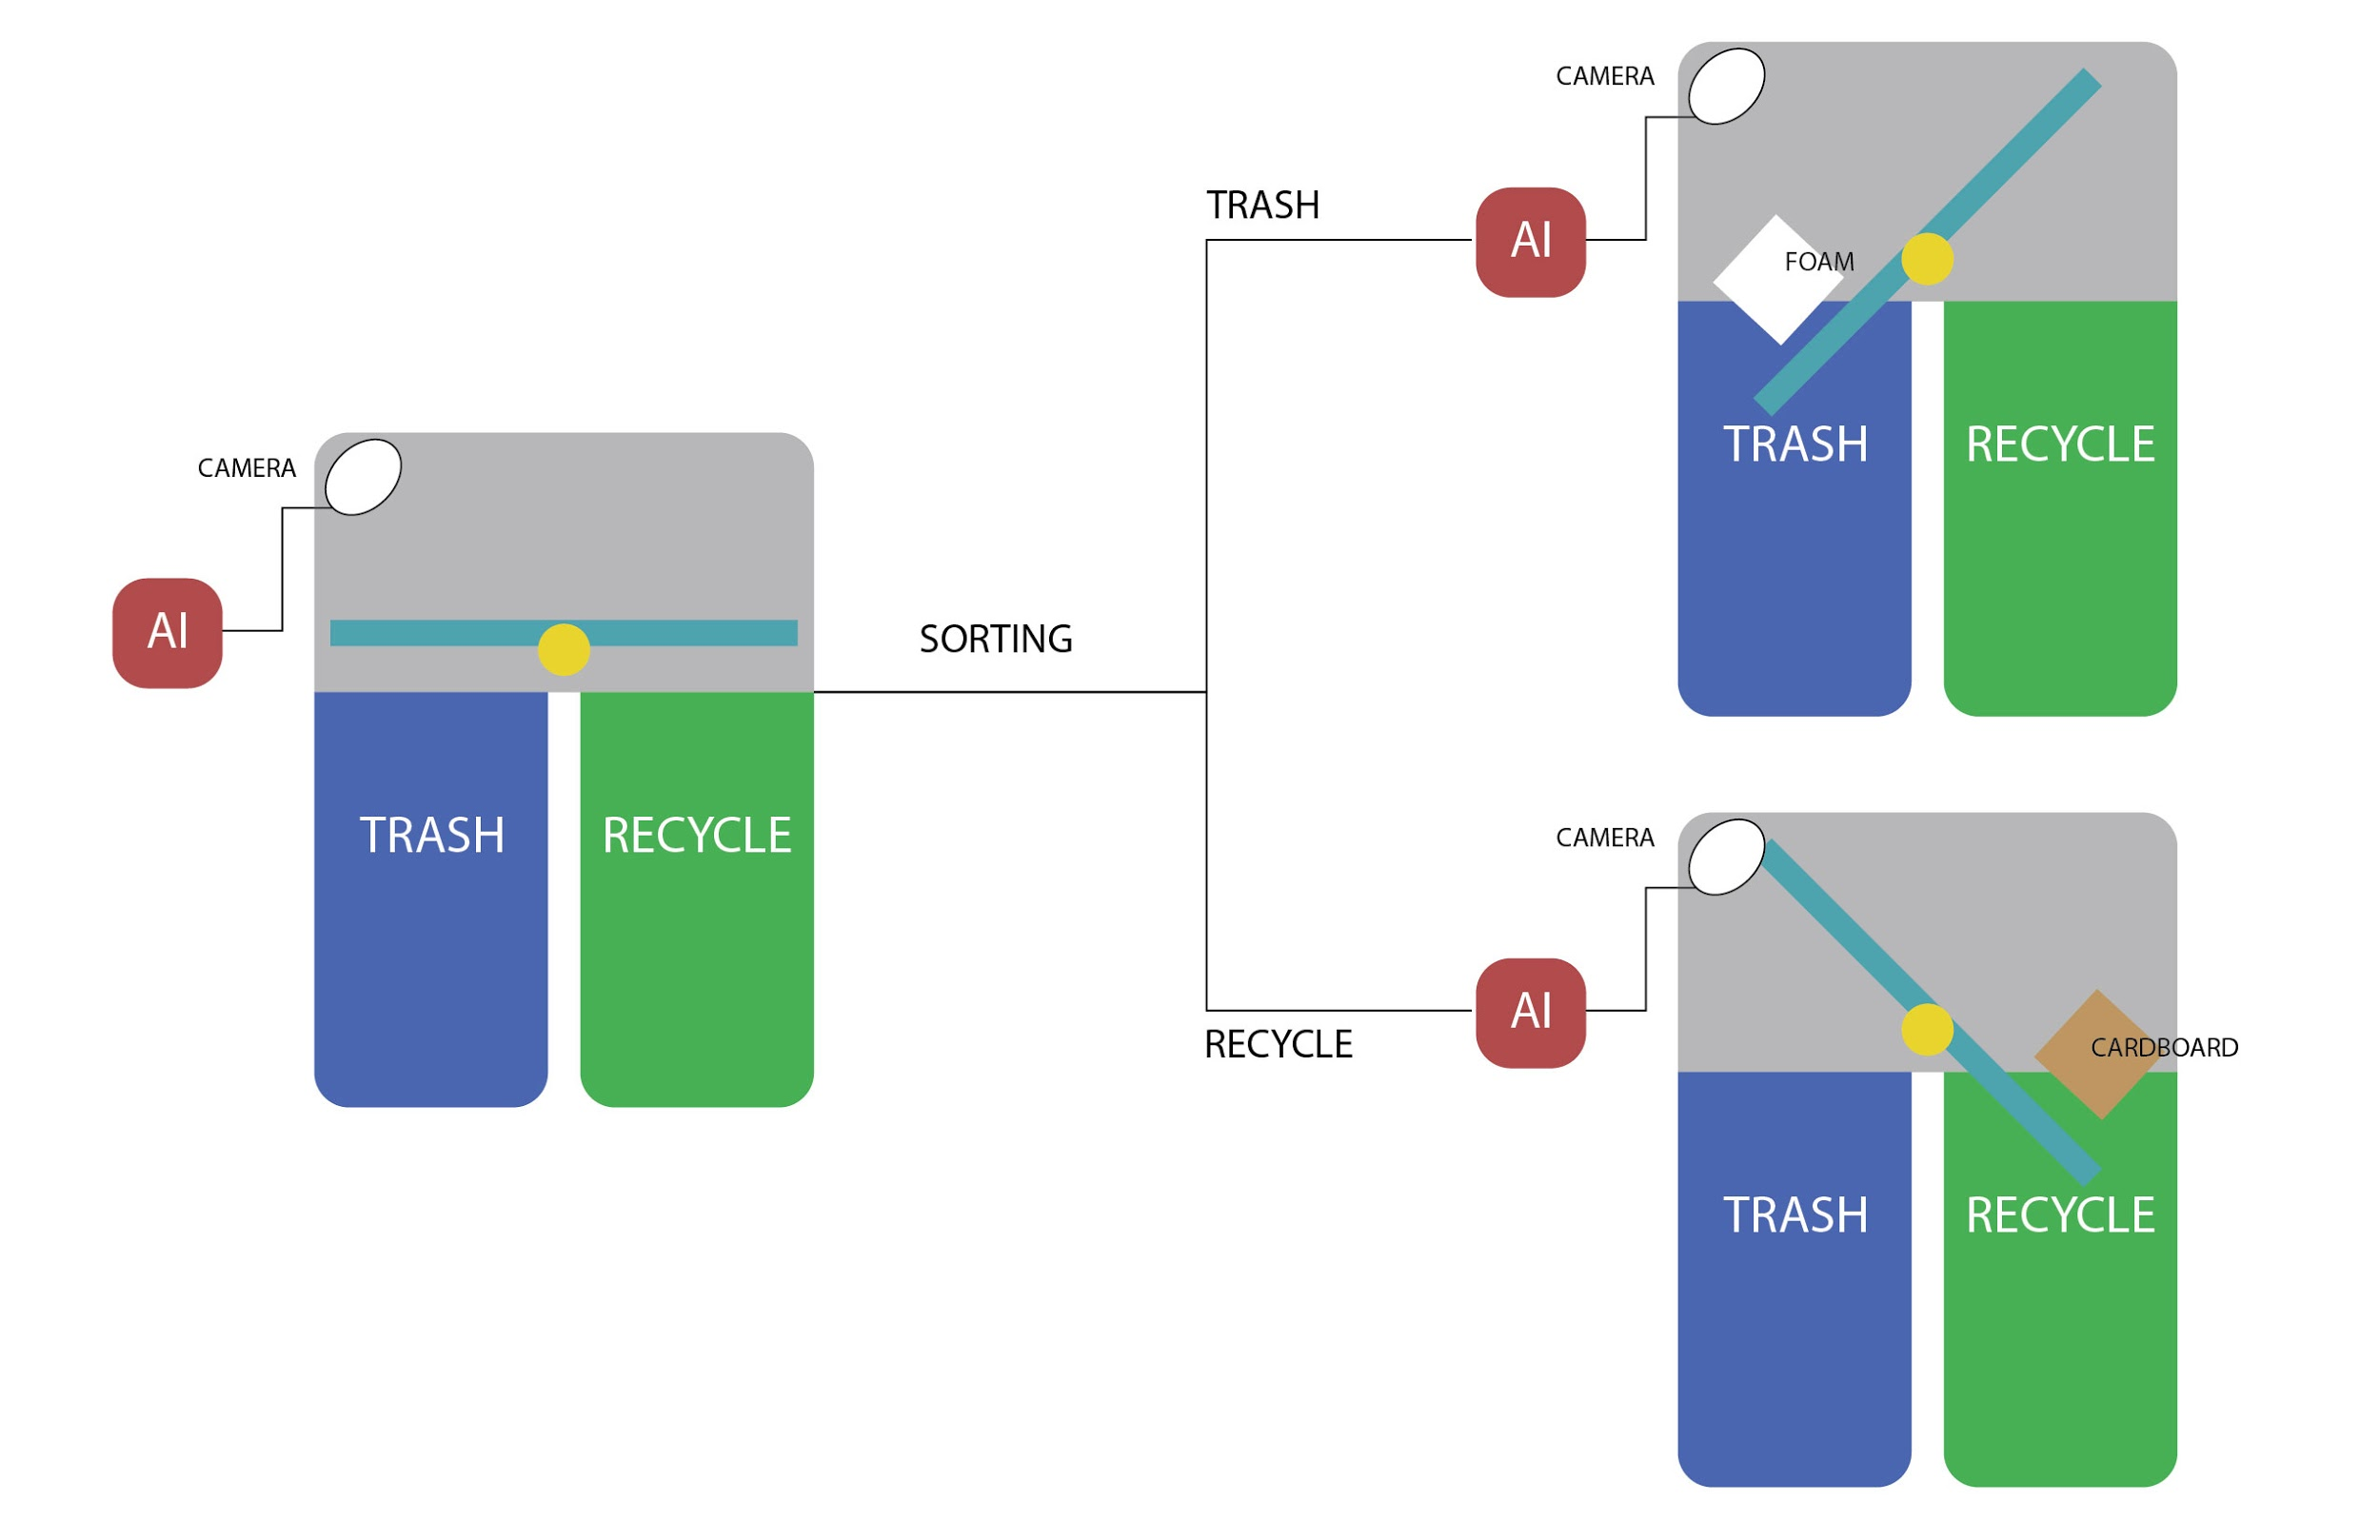 CAMERA
AI
TRASH
RECYCLE
SORTING
TRASH
CAMERA
AI
FOAM
TRASH
RECYCLE
RECYCLE
CAMERA
AI
CARDBOARD
TRASH
RECYCLE